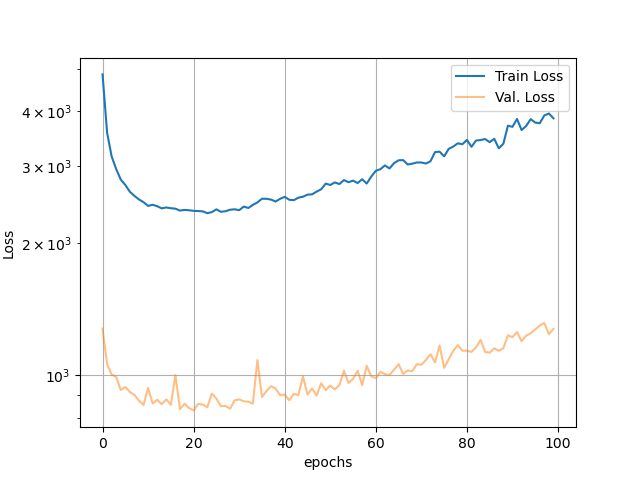 Train Loss
Val. Loss
4 × 10³
3 × 10³
2 × 10³
10³
Loss
0 20 40 60 80 100
epochs